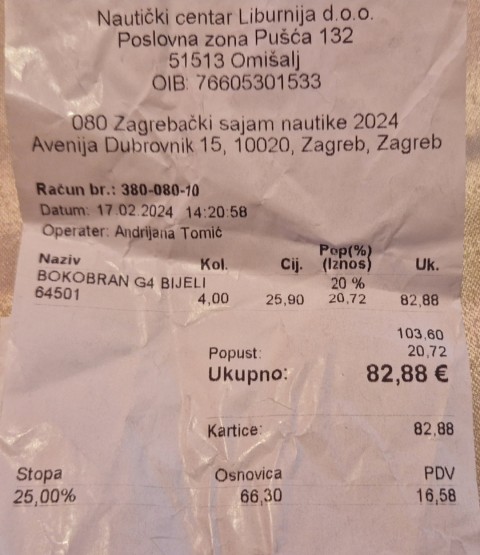 Nautički centar Liburnija d.o.o.
Poslovna zona Pušća 132
51513 Omišalj
OIB: 76605301533
080 Zagrebački sajam nautike 2024
Avenija Dubrovnik 15, 10020, Zagreb, Zagreb
Račun br.: 380-080-10
Datum: 17.02.2024 14:20:58
Operater: Andrijana Tomić
Naziv Kol. Cij. Pop(%) (Iznos) Uk.
BOKOBRAN G4 BIJELI 20 %
64501 4,00 25,90 20,72 82,88
103,60
Popust: 20,72
Ukupno: 82,88 €
Kartice: 82,88
Stopa Osnovica PDV
25,00% 66,30 16,58